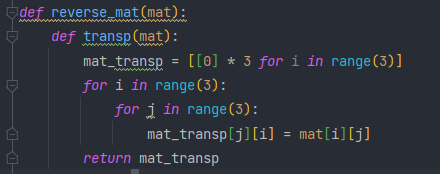 def reverse_mat(mat):
    def transp(mat):
        mat_transp = [[0] * 3 for i in range(3)]
        for i in range(3):
            for j in range(3):
                mat_transp[j][i] = mat[i][j]
        return mat_transp